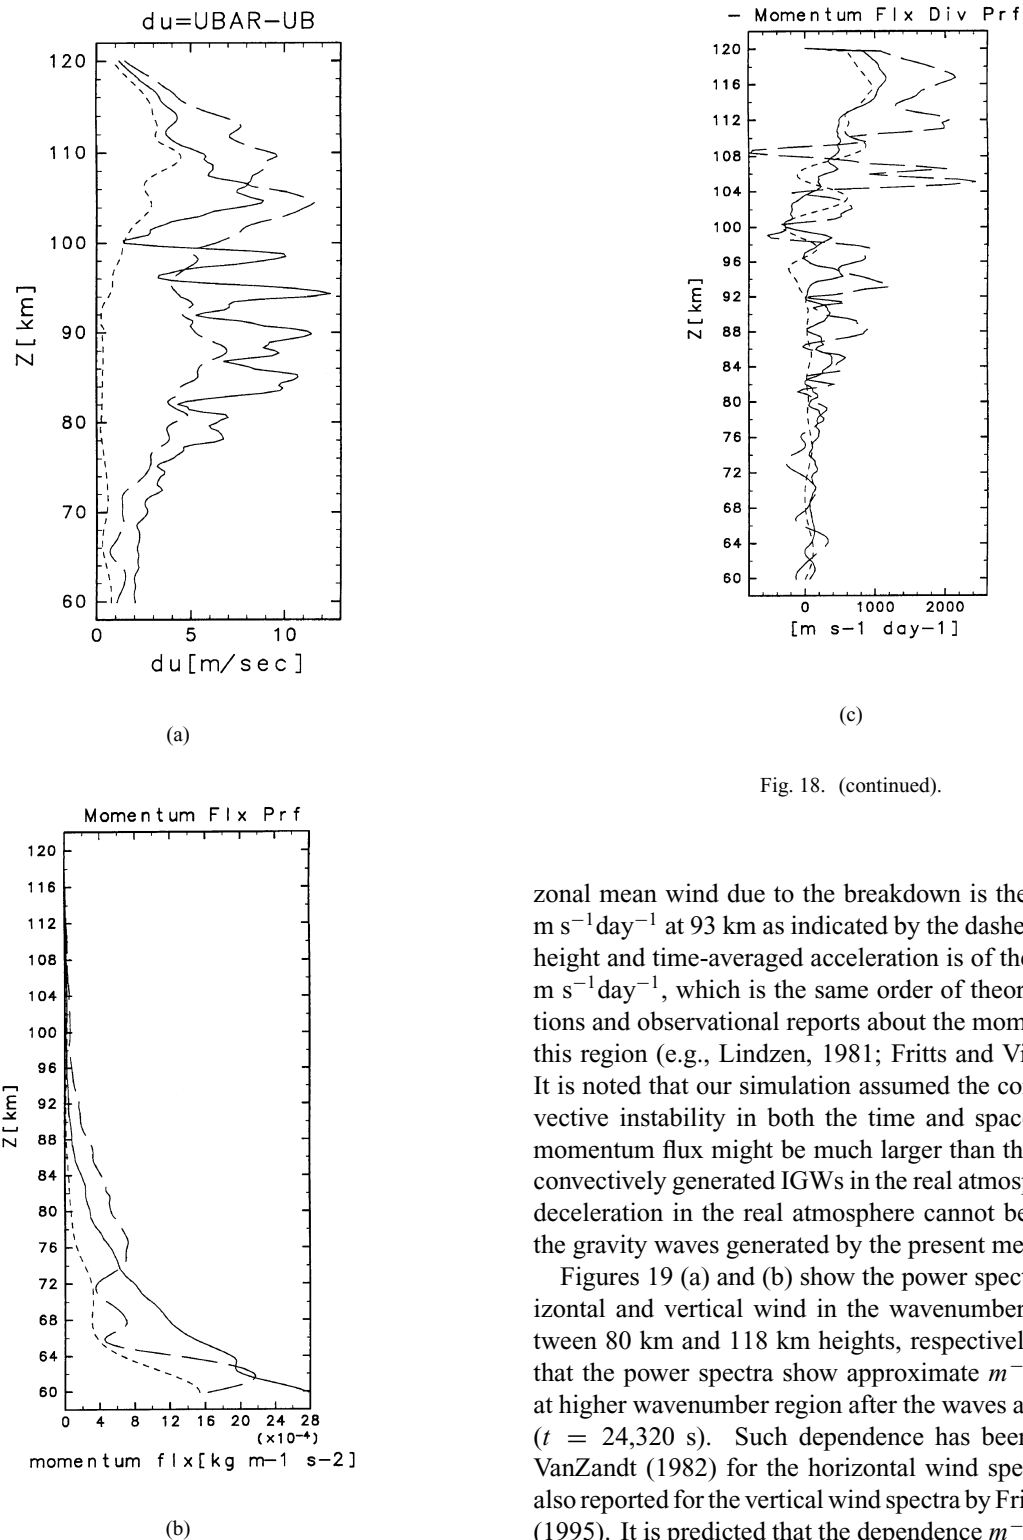 du=UBAR−UB
120
110
100
90
80
70
60
Z[km]
0 5 10
du[m/sec]
(a)
Momentum Flx Prf
120
116
112
108
104
100
96
92
88
84
80
76
72
68
64
60
Z[km]
0 4 8 12 16 20 24 28
(×10−4)
momentum flx[kg m−1 s−2]
(b)
− Momentum Flx Div Prf
120
116
112
108
104
100
96
92
88
84
80
76
72
68
64
60
Z[km]
0 1000 2000
[m s−1 day−1]
(c)
Fig. 18. (continued).
zonal mean wind due to the breakdown is the
m s−1day−1 at 93 km as indicated by the dashe
height and time-averaged acceleration is of the
m s−1day−1, which is the same order of theor
tions and observational reports about the mom
this region (e.g., Lindzen, 1981; Fritts and Vi
It is noted that our simulation assumed the co
vective instability in both the time and space
momentum flux might be much larger than th
convectively generated IGWs in the real atmos
deceleration in the real atmosphere cannot be
the gravity waves generated by the present me
Figures 19 (a) and (b) show the power spec
izontal and vertical wind in the wavenumber
tween 80 km and 118 km heights, respectivel
that the power spectra show approximate m−
at higher wavenumber region after the waves a
(t = 24,320 s). Such dependence has been
VanZandt (1982) for the horizontal wind spe
also reported for the vertical wind spectra by Fri
(1995). It is predicted that the dependence m−